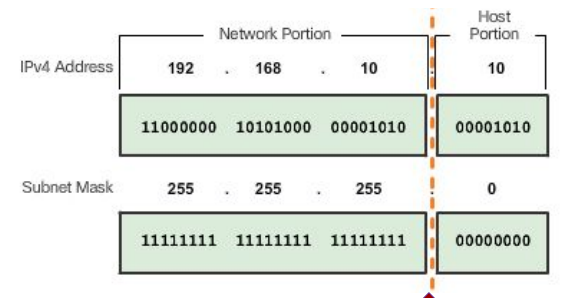 Network Portion
Host Portion
IPv4 Address 192 . 168 . 10 . 10
11000000 10101000 00001010 00001010
Subnet Mask 255 . 255 . 255 . 0
11111111 11111111 11111111 00000000